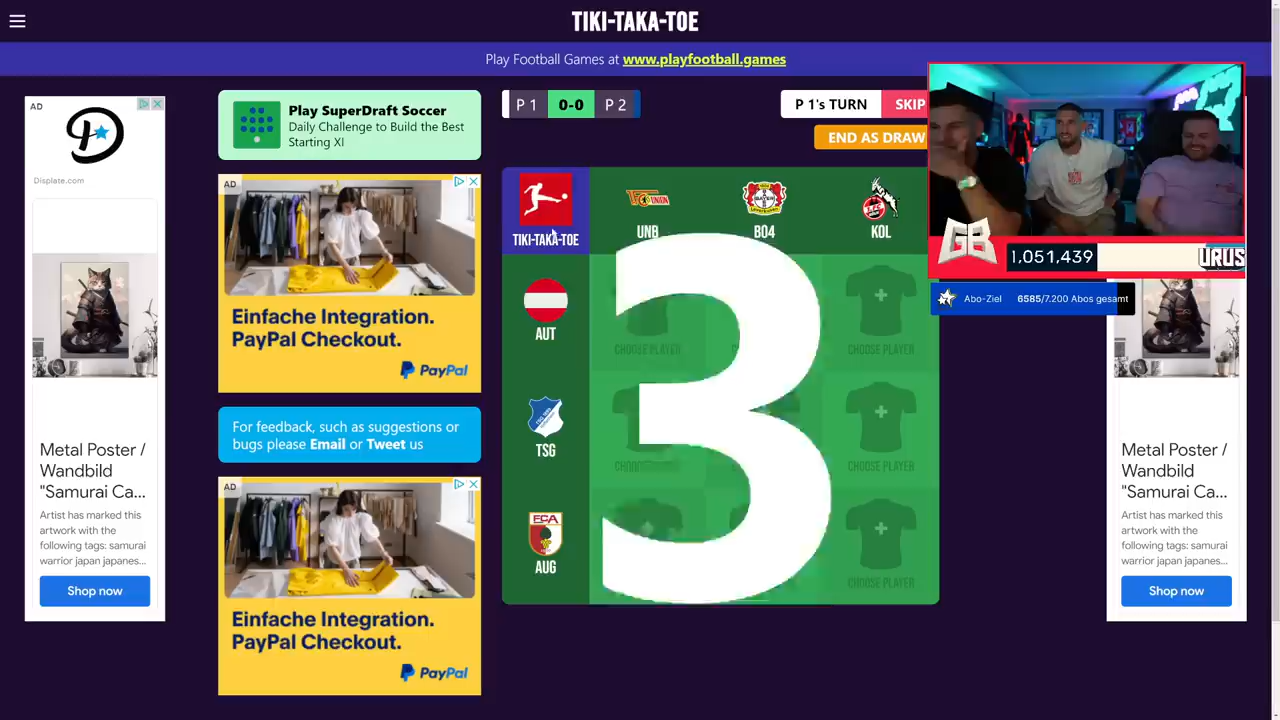 TIKI-TAKA-TOE
Play Football Games at www.playfootball.games
AD
Displate.com
Metal Poster /
Wandbild
"Samurai Ca...
Artist has marked this
artwork with the
following tags: samurai
warrior japan japanes...
Shop now
Play SuperDraft Soccer
Daily Challenge to Build the Best
Starting XI
AD
Einfache Integration.
PayPal Checkout.
PayPal
For feedback, such as suggestions or
bugs please Email or Tweet us
AD
Einfache Integration.
PayPal Checkout.
PayPal
P 1 0-0 P 2
P 1's TURN SKIP
END AS DRAW
TIKI-TAKA-TOE
UNB
B04
KOL
AUT
TSG
AUG
FCA
CHOOSE PLAYER
CHOOSE PLAYER
CHOOSE PLAYER
CHOOSE PLAYER
3
GB
1,051,439
URUS
Abo-Ziel 6585/7.200 Abos gesamt
Metal Poster /
Wandbild
"Samurai Ca...
Artist has marked this
artwork with the
following tags: samurai
warrior japan japanes...
Shop now